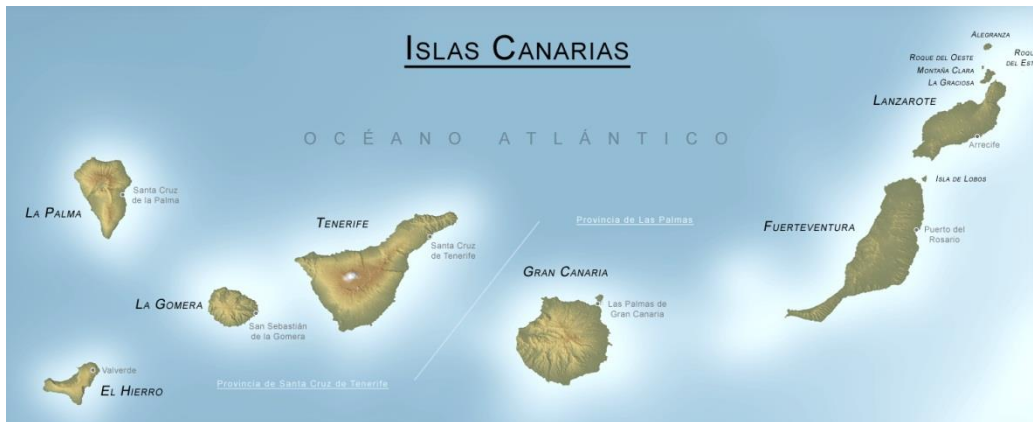 ISLAS CANARIAS
ALEGRANZA
ROQUE DEL OESTE
MONTAÑA CLARA
LA GRACIOSA
LANZAROTE
Arrecife
OCÉANO ATLÁNTICO
ISLA DE LOBOS
Santa Cruz
de la Palma
LA PALMA
TENERIFE
Santa Cruz
de Tenerife
Provincia de Las Palmas
FUERTEVENTURA
Puerto del
Rosario
GRAN CANARIA
Las Palmas de
Gran Canaria
LA GOMERA
San Sebastián
de la Gomera
Valverde
EL HIERRO
Provincia de Santa Cruz de Tenerife